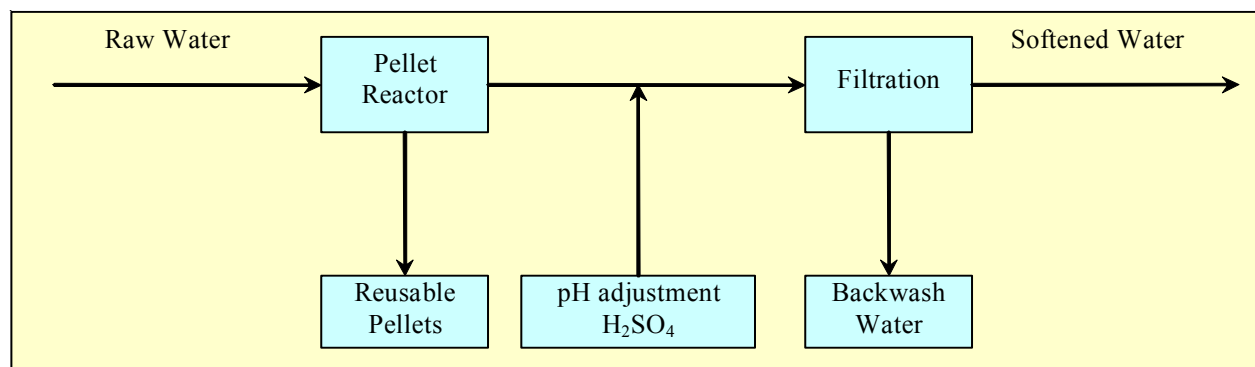 Raw Water
Softened Water
Pellet
Reactor
Filtration
Reusable
Pellets
pH adjustment
H₂SO₄
Backwash
Water